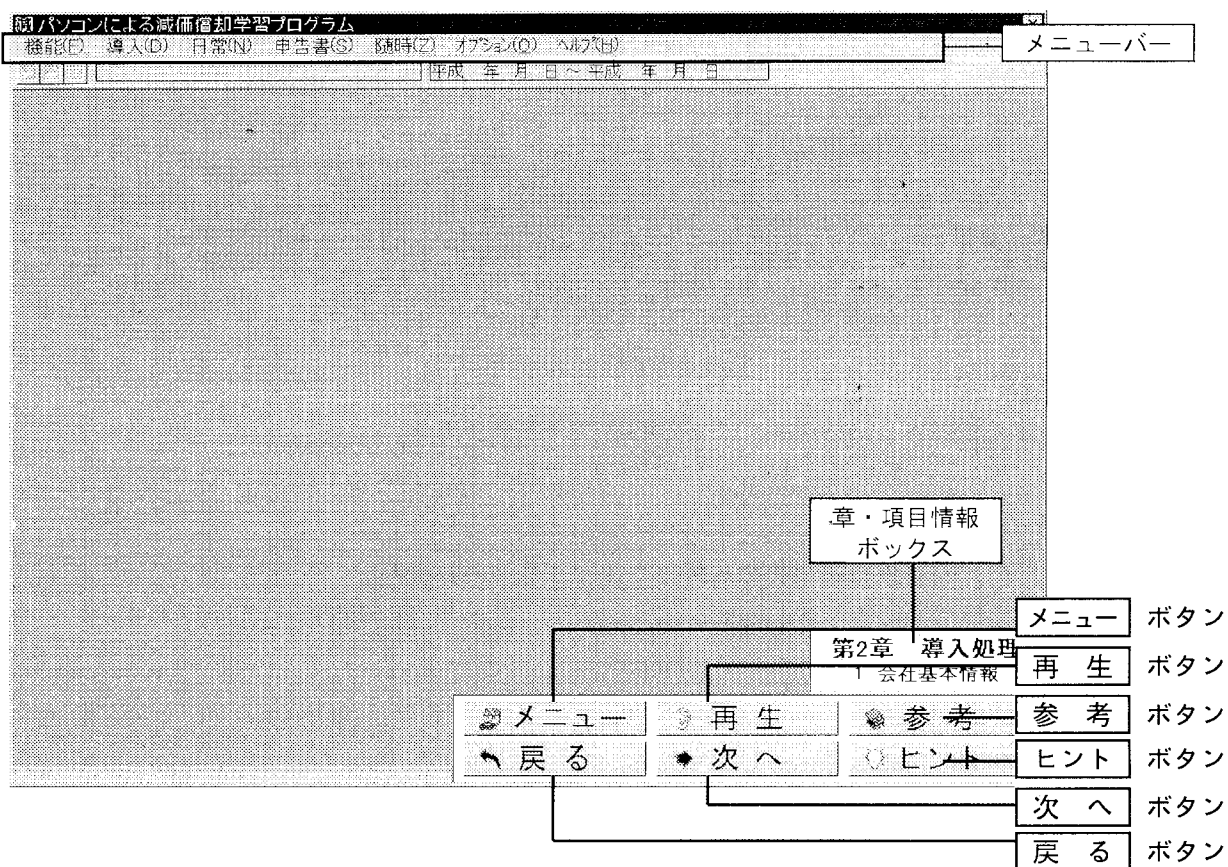 パソコンによる減価償却学習プログラム
機能(F) 導入(D) 日常(N) 申告書(S) 随時(Z) オプション(O) ヘルプ(H)
メニューバー
平成 年 月 日~平成 年 月 日
章・項目情報
ボックス
第2章 導入処理
1 会社基本情報
メニュー
再生
参考
戻る
次へ
ヒント
メニュー ボタン
再生 ボタン
参考 ボタン
ヒント ボタン
次へ ボタン
戻る ボタン